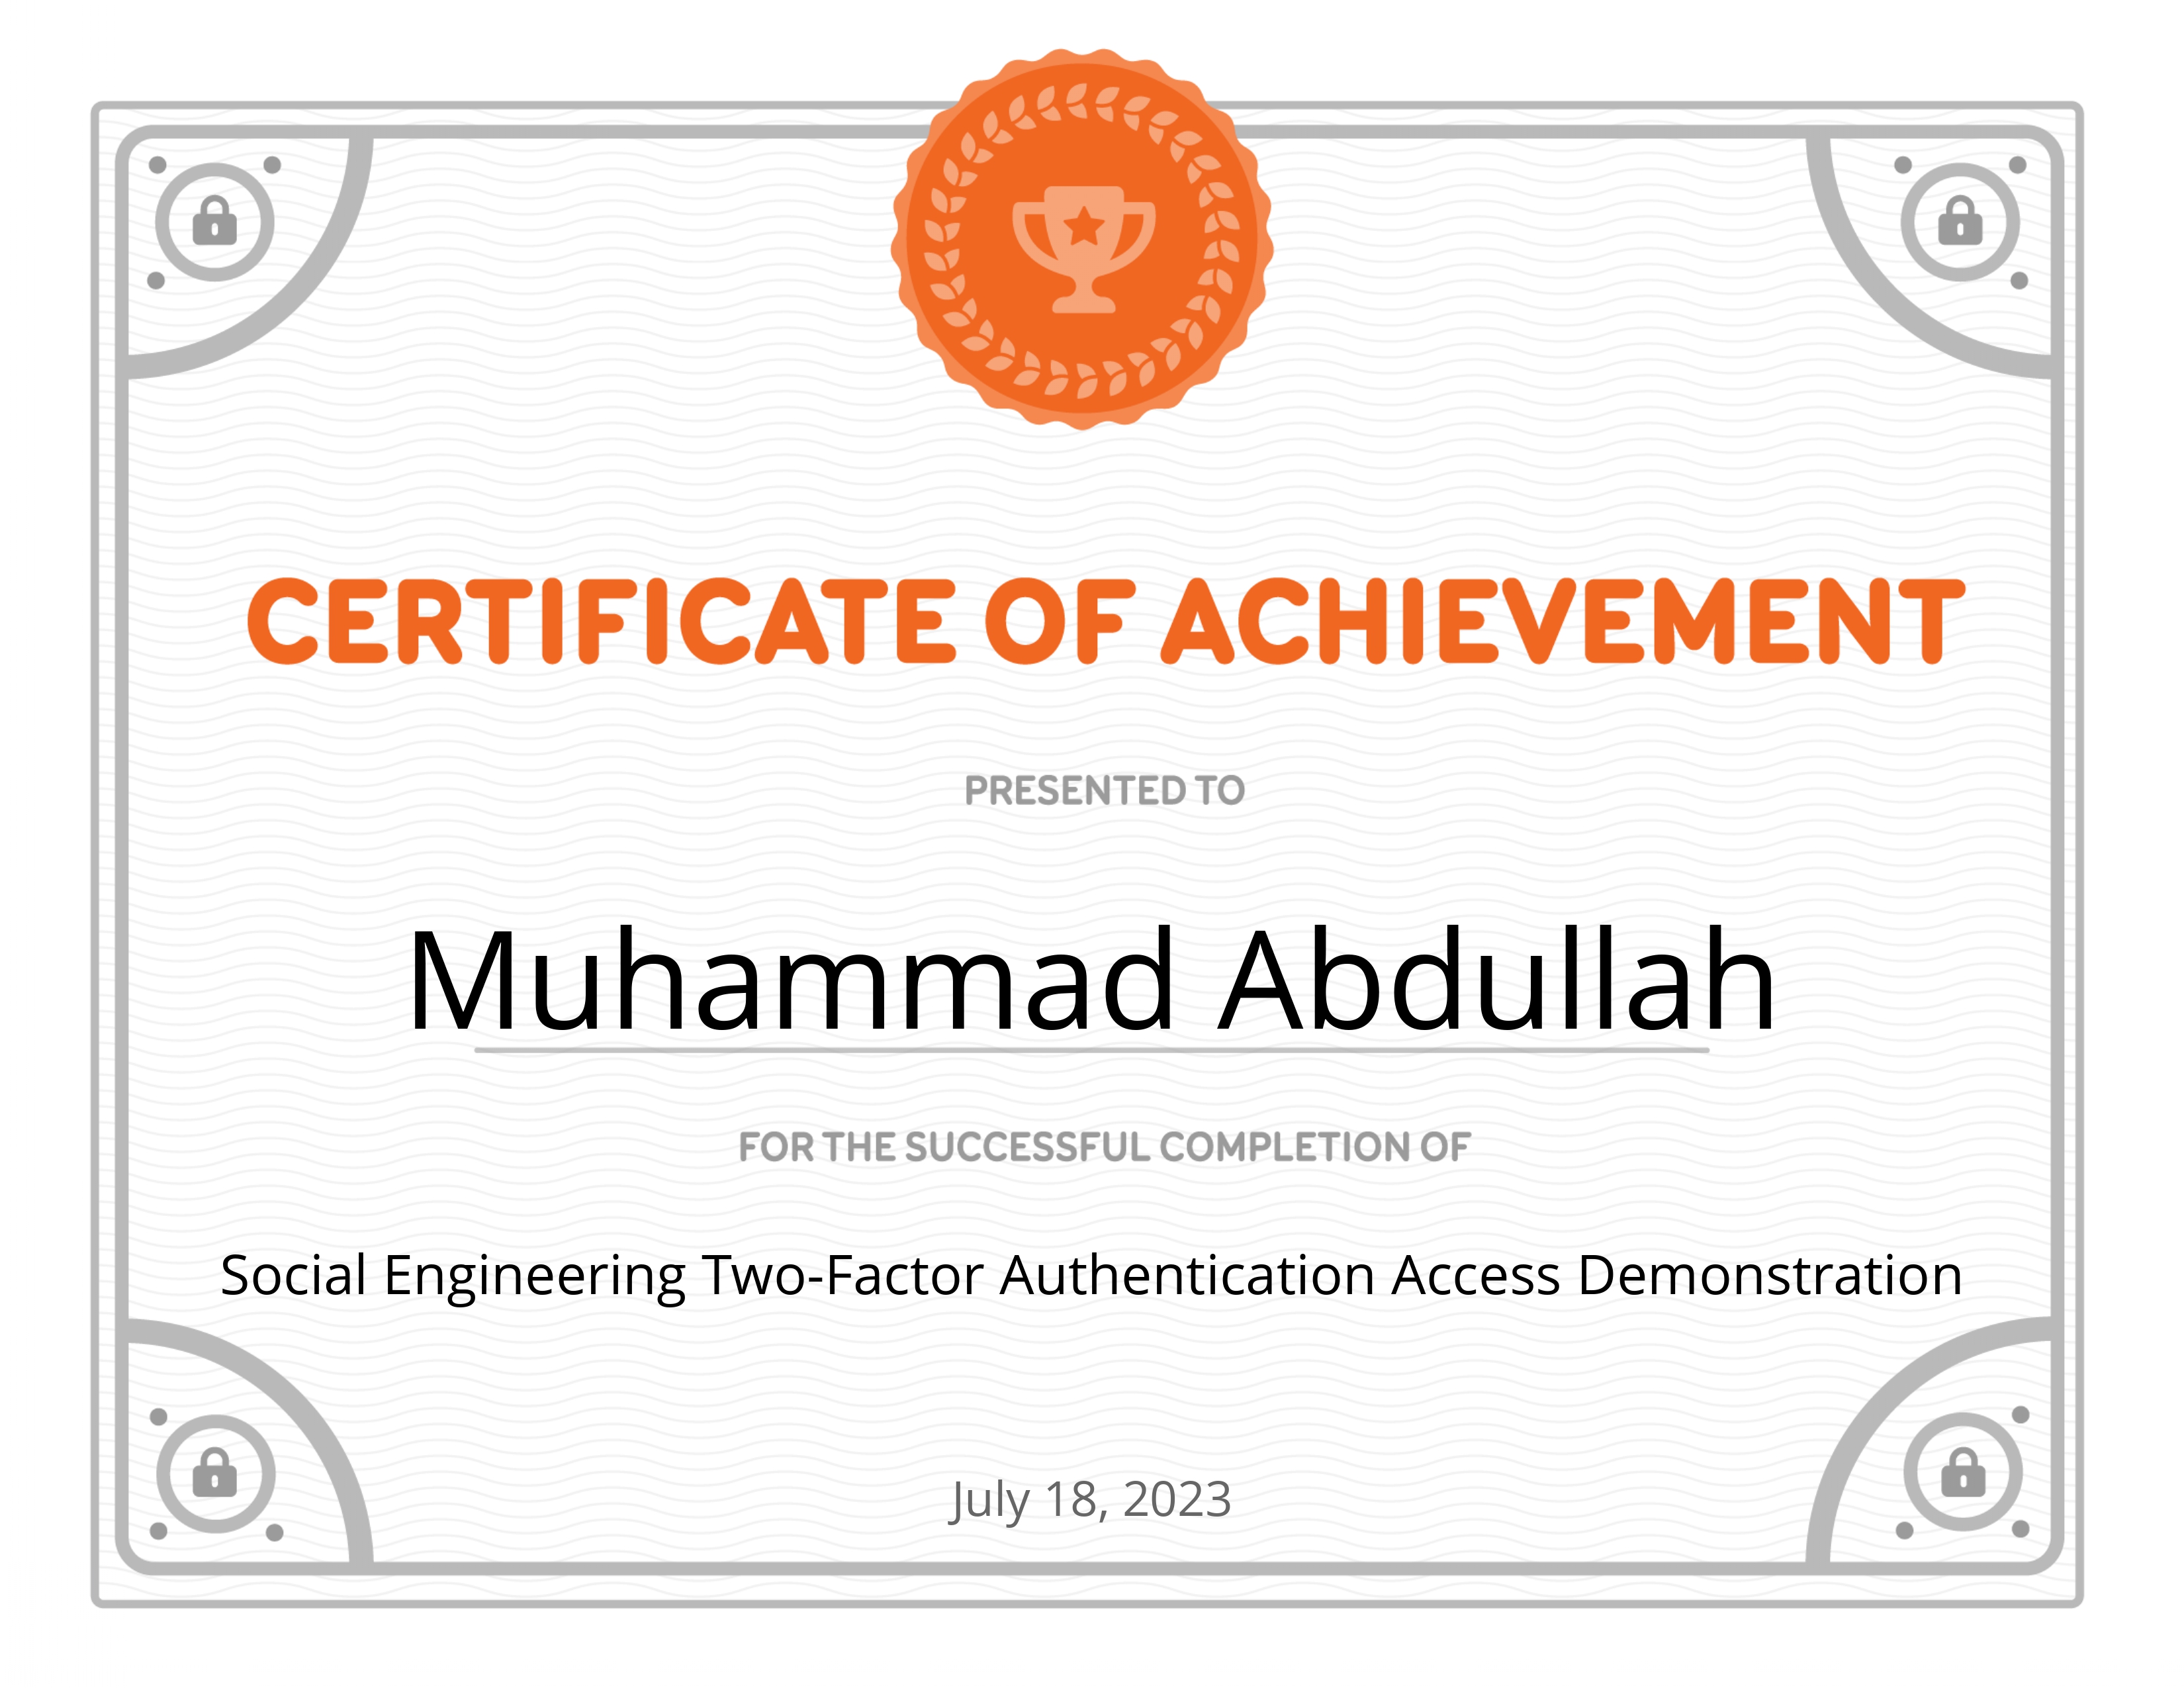 CERTIFICATE OF ACHIEVEMENT
PRESENTED TO
Muhammad Abdullah
FOR THE SUCCESSFUL COMPLETION OF
Social Engineering Two-Factor Authentication Access Demonstration
July 18, 2023